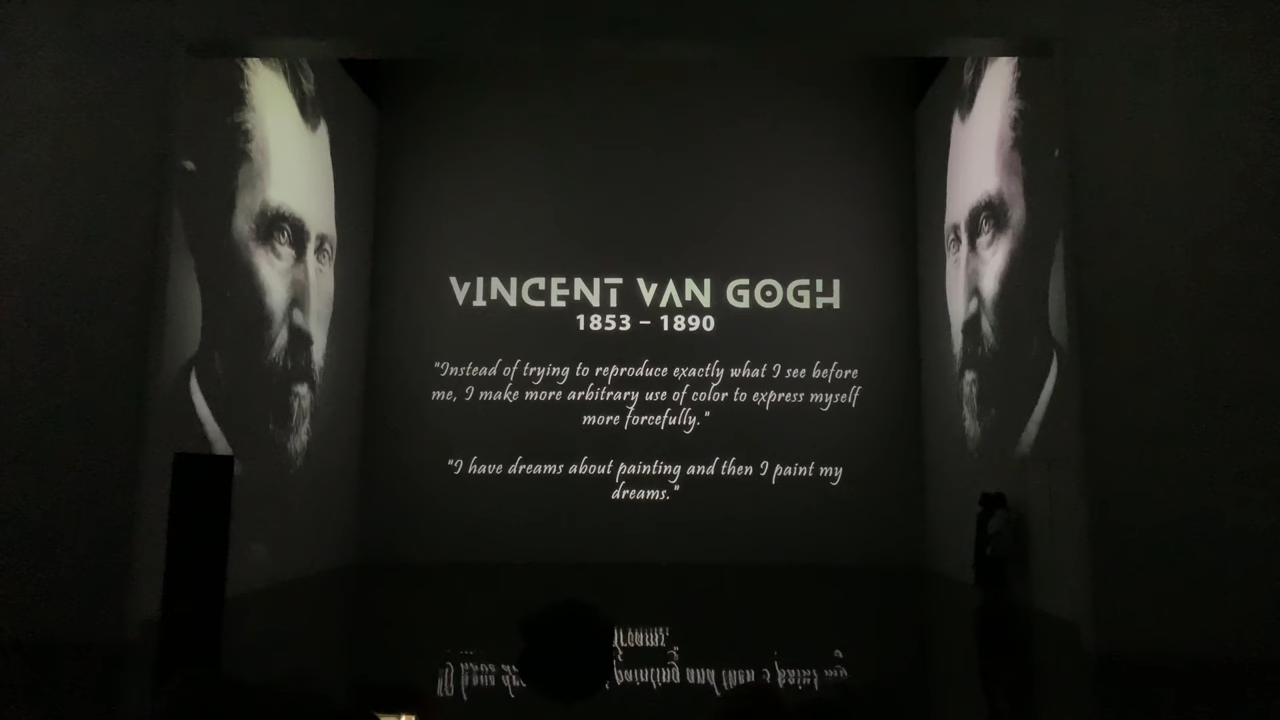 VINCENT VAN GOGH
1853 – 1890
"Instead of trying to reproduce exactly what I see before
me, I make more arbitrary use of color to express myself
more forcefully."
"I have dreams about painting and then I paint my
dreams."